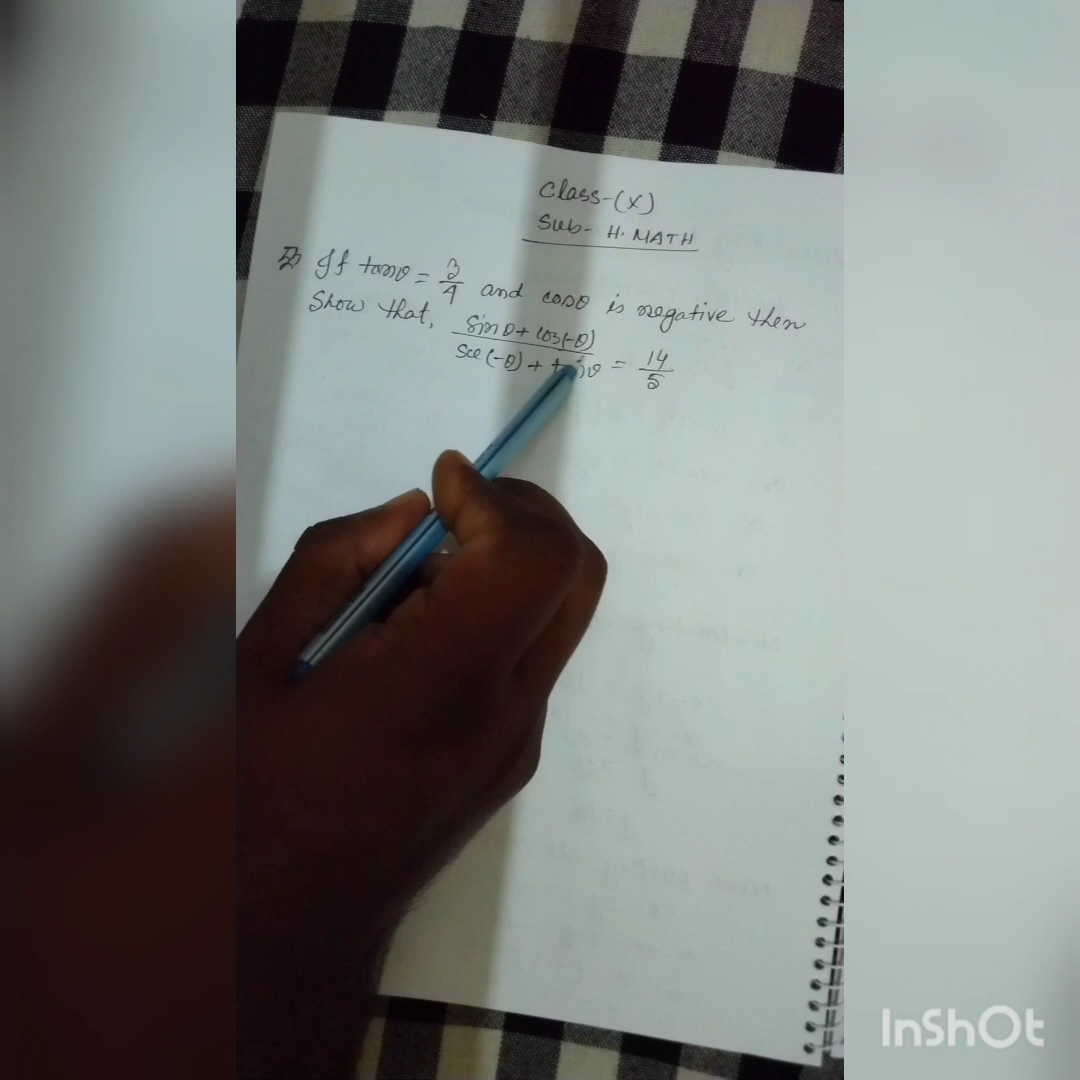 Class-(X)
Sub- H. MATH
If tanθ = 3/4 and cosθ is negative then
Show that, sinθ + cos(-θ) / sec(-θ) + tanθ = 14/5
InShOt